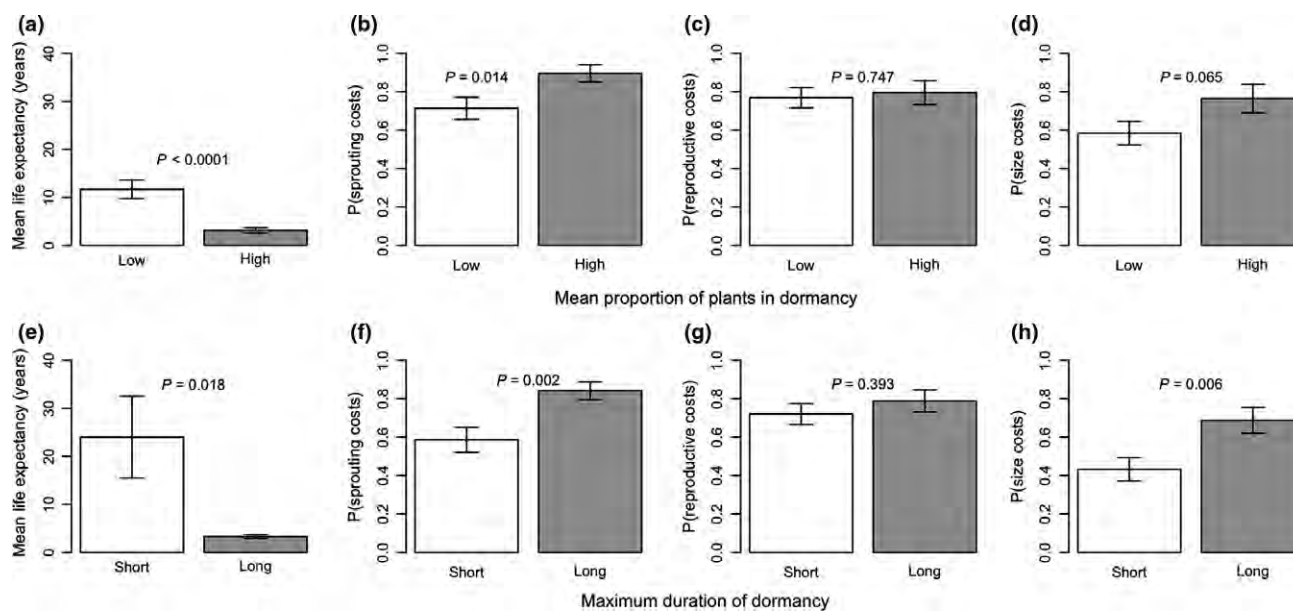 (a)
Mean life expectancy (years)
0 10 20 30 40
P < 0.0001
Low High
(b)
P(sprouting costs)
0.0 0.2 0.4 0.6 0.8 1.0
P = 0.014
Low High
(c)
P(reproductive costs)
0.0 0.2 0.4 0.6 0.8 1.0
P = 0.747
Low High
(d)
P(size costs)
0.0 0.2 0.4 0.6 0.8 1.0
P = 0.065
Low High
Mean proportion of plants in dormancy
(e)
Mean life expectancy (years)
0 10 20 30 40
P = 0.018
Short Long
(f)
P(sprouting costs)
0.0 0.2 0.4 0.6 0.8 1.0
P = 0.002
Short Long
(g)
P(reproductive costs)
0.0 0.2 0.4 0.6 0.8 1.0
P = 0.393
Short Long
(h)
P(size costs)
0.0 0.2 0.4 0.6 0.8 1.0
P = 0.006
Short Long
Maximum duration of dormancy